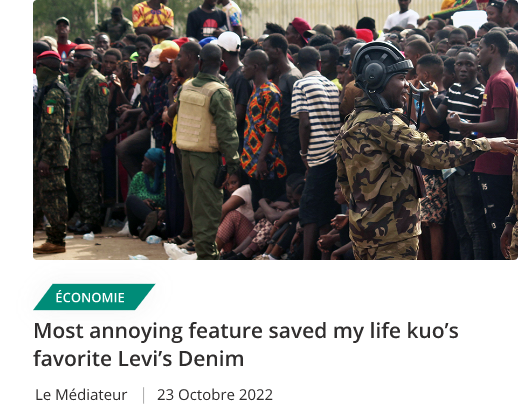 ÉCONOMIE
Most annoying feature saved my life kuo’s
favorite Levi’s Denim
Le Médiateur | 23 Octobre 2022